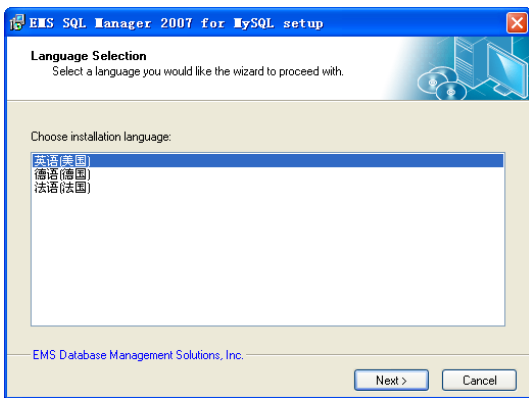 EMS SQL Manager 2007 for MySQL setup
Language Selection
Select a language you would like the wizard to proceed with.
Choose installation language:
英语(美国)
德语(德国)
法语(法国)
EMS Database Management Solutions, Inc.
Next >
Cancel